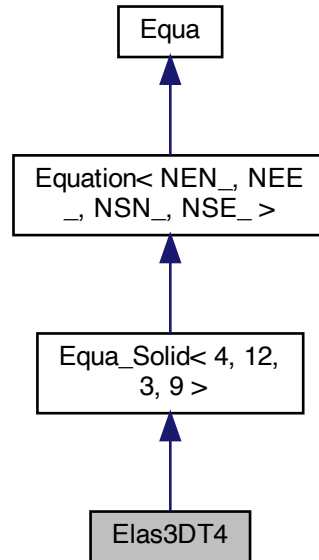 Equa
Equation< NEN_, NEE
_, NSN_, NSE_ >
Equa_Solid< 4, 12,
3, 9 >
Elas3DT4